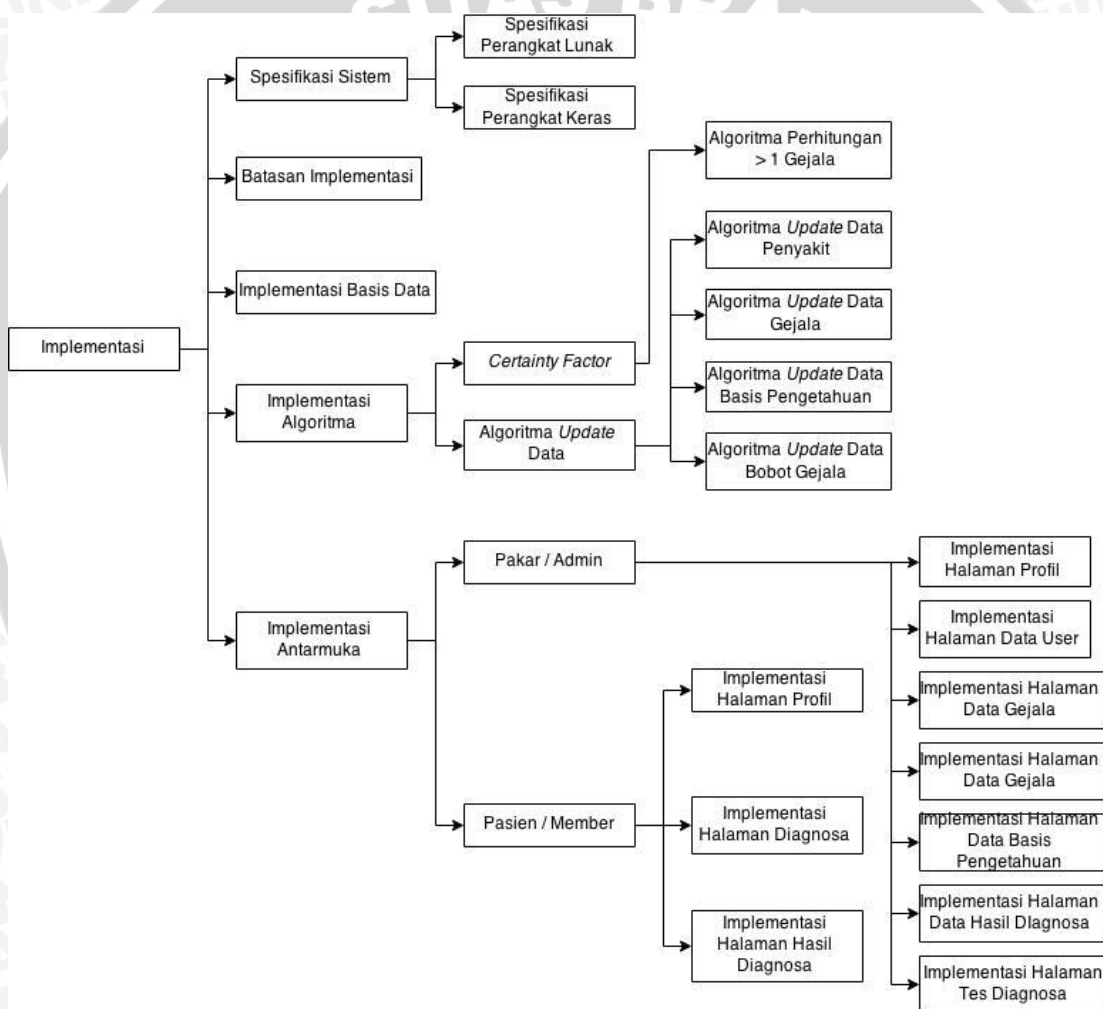 Spesifikasi
Perangkat Lunak
Spesifikasi Sistem
Spesifikasi
Perangkat Keras
Algoritma Perhitungan
> 1 Gejala
Batasan Implementasi
Algoritma Update Data
Penyakit
Implementasi Basis Data
Algoritma Update Data
Gejala
Implementasi
Certainty Factor
Algoritma Update Data
Basis Pengetahuan
Implementasi
Algoritma
Algoritma Update
Data
Algoritma Update Data
Bobot Gejala
Pakar / Admin
Implementasi
Halaman Profil
Implementasi
Antarmuka
Implementasi
Halaman Data User
Implementasi
Halaman Profil
Implementasi Halaman
Data Gejala
Implementasi Halaman
Data Gejala
Pasien / Member
Implementasi
Halaman Diagnosa
Implementasi Halaman
Data Basis
Pengetahuan
Implementasi
Halaman Hasil
Diagnosa
Implementasi Halaman
Data Hasil DIagnosa
Implementasi Halaman
Tes Diagnosa